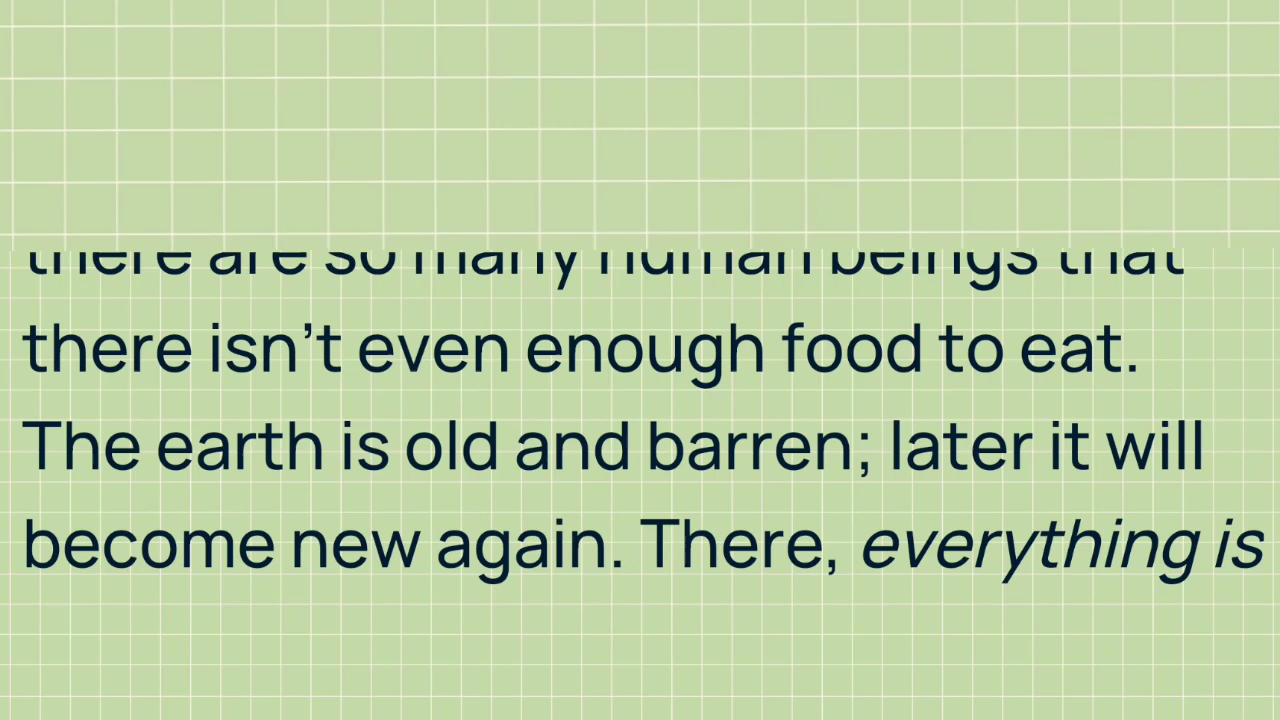 there are so many human beings that
there isn’t even enough food to eat.
The earth is old and barren; later it will
become new again. There, everything is